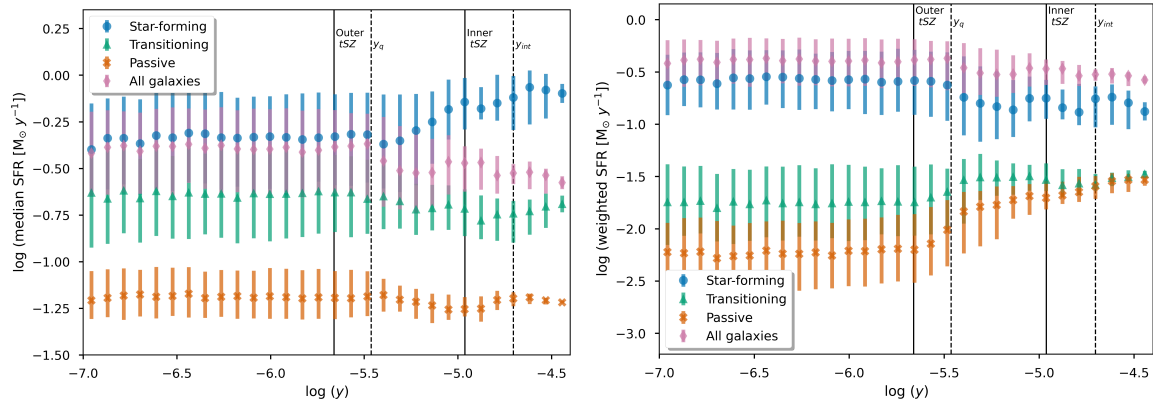 0.25
0.00
−0.25
−0.50
−0.75
−1.00
−1.25
−1.50
log (median SFR [M⊙ y⁻¹])
Star-forming
Transitioning
Passive
All galaxies
Outer
tSZ
y_q
Inner
tSZ
y_int
−7.0 −6.5 −6.0 −5.5 −5.0 −4.5
log (y)
0.0
−0.5
−1.0
−1.5
−2.0
−2.5
−3.0
log (weighted SFR [M⊙ y⁻¹])
Outer
tSZ
y_q
Inner
tSZ
y_int
Star-forming
Transitioning
Passive
All galaxies
−7.0 −6.5 −6.0 −5.5 −5.0 −4.5
log (y)